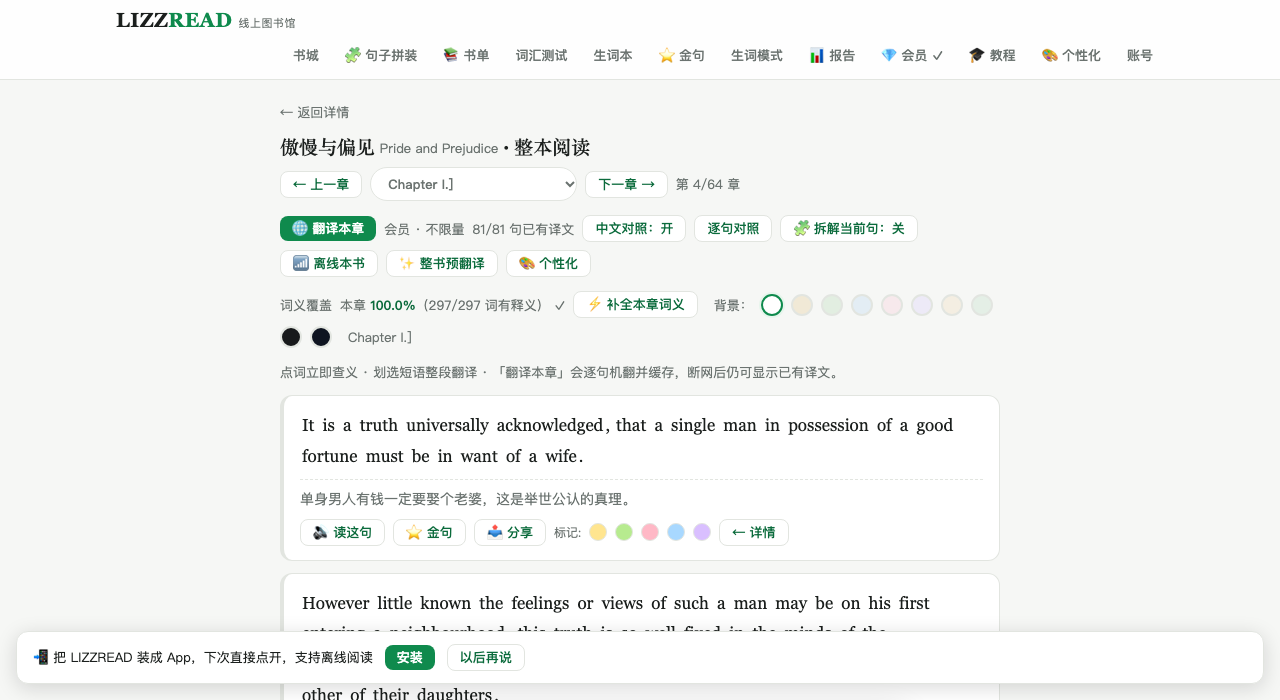 LIZZREAD 线上图书馆
书城 句子拼装 书单 词汇测试 生词本 金句 生词模式 报告 会员 ✓ 教程 个性化 账号
← 返回详情
傲慢与偏见 Pride and Prejudice · 整本阅读
← 上一章 Chapter I.] 下一章 → 第 4/64 章
翻译本章 会员 · 不限量 81/81 句已有译文 中文对照：开 逐句对照 拆解当前句：关
离线本书 整书预翻译 个性化
词义覆盖 本章 100.0%（297/297 词有释义） ✓ 补全本章词义 背景：
Chapter I.]
点词立即查义 · 划选短语整段翻译 · 「翻译本章」会逐句机翻并缓存，断网后仍可显示已有译文。
It is a truth universally acknowledged, that a single man in possession of a good
fortune must be in want of a wife.
单身男人有钱一定要娶个老婆，这是举世公认的真理。
读这句 金句 分享 标记: ← 详情
However little known the feelings or views of such a man may be on his first
entering a neighbourhood, this truth is so well fixed in the minds of the
把 LIZZREAD 装成 App，下次直接点开，支持离线阅读 安装 以后再说
other of their daughters.